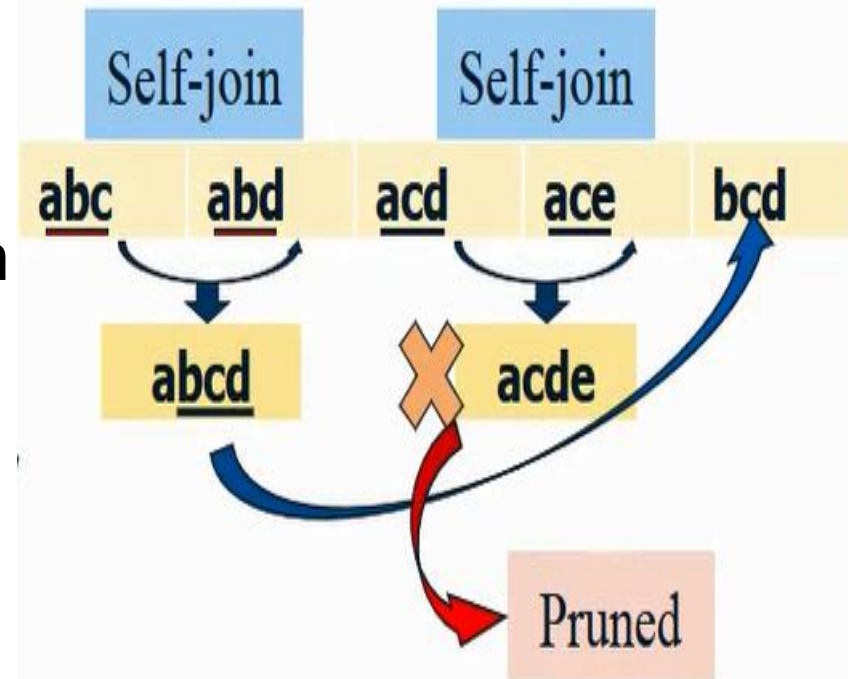 Self-join Self-join
abc abd acd ace bcd
n
abcd acde
Pruned